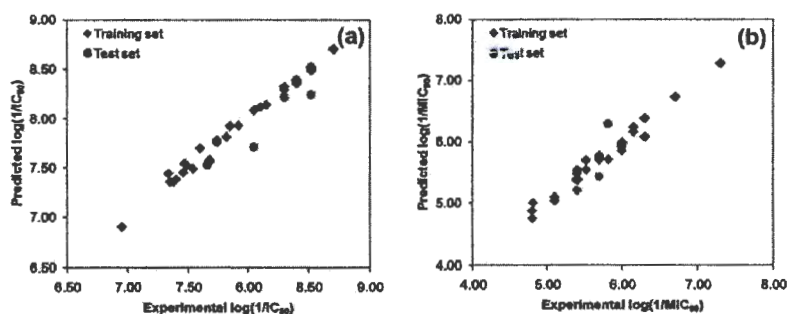 (a)
Training set
Test set
Predicted log(1/IC₅₀)
9.00
8.50
8.00
7.50
7.00
6.50
6.50 7.00 7.50 8.00 8.50 9.00
Experimental log(1/IC₅₀)
(b)
Training set
Test set
Predicted log(1/MIC₉₀)
8.00
7.00
6.00
5.00
4.00
4.00 5.00 6.00 7.00 8.00
Experimental log(1/MIC₉₀)